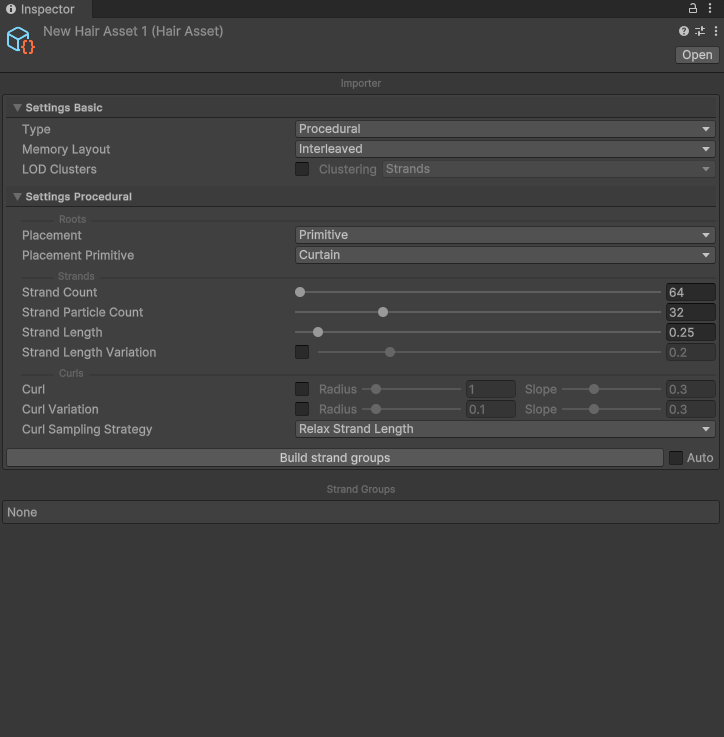 Inspector
New Hair Asset 1 (Hair Asset)
Open
Importer
Settings Basic
Type Procedural
Memory Layout Interleaved
LOD Clusters Clustering Strands
Settings Procedural
Roots
Placement Primitive
Placement Primitive Curtain
Strands
Strand Count 64
Strand Particle Count 32
Strand Length 0.25
Strand Length Variation 0.2
Curls
Curl Radius 1 Slope 0.3
Curl Variation Radius 0.1 Slope 0.3
Curl Sampling Strategy Relax Strand Length
Build strand groups Auto
Strand Groups
None